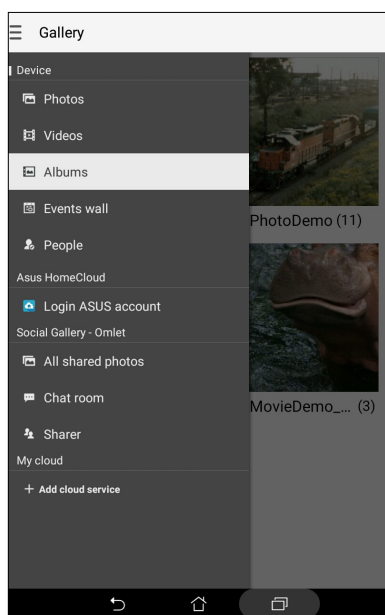 Gallery
Device
Photos
Videos
Albums
Events wall
People
Asus HomeCloud
Login ASUS account
Social Gallery - Omlet
All shared photos
Chat room
Sharer
My cloud
+ Add cloud service
PhotoDemo (11)
MovieDemo_... (3)